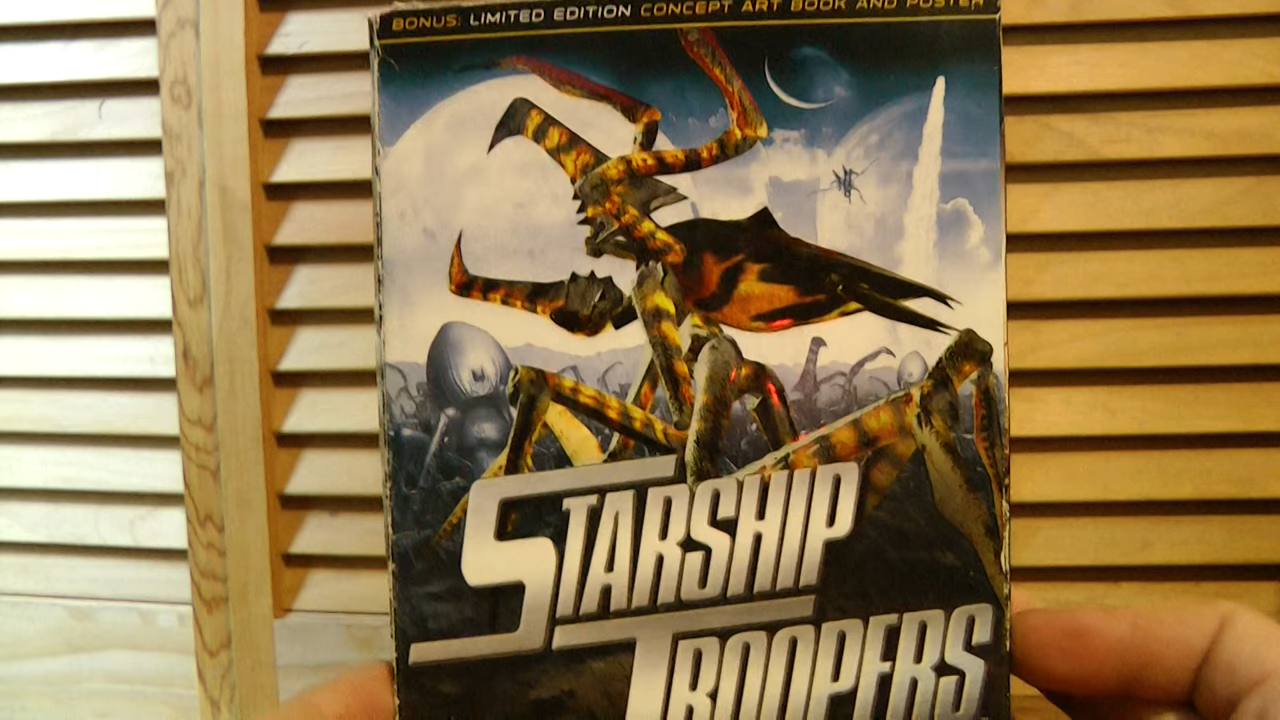 BONUS: LIMITED EDITION CONCEPT ART BOOK AND POSTER
STARSHIP
TROOPERS